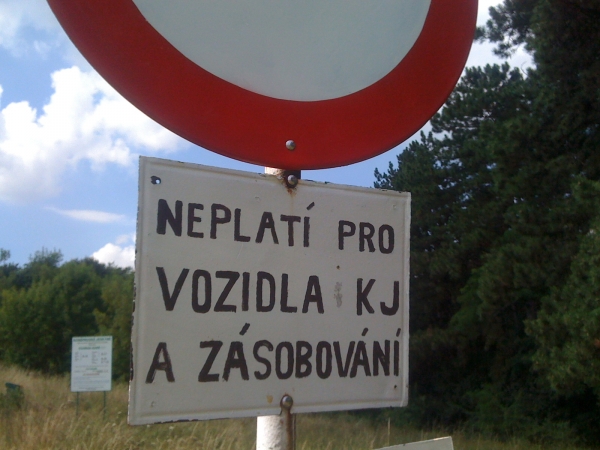 NEPLATÍ PRO
VOZIDLA KJ
A ZÁSOBOVÁNÍ